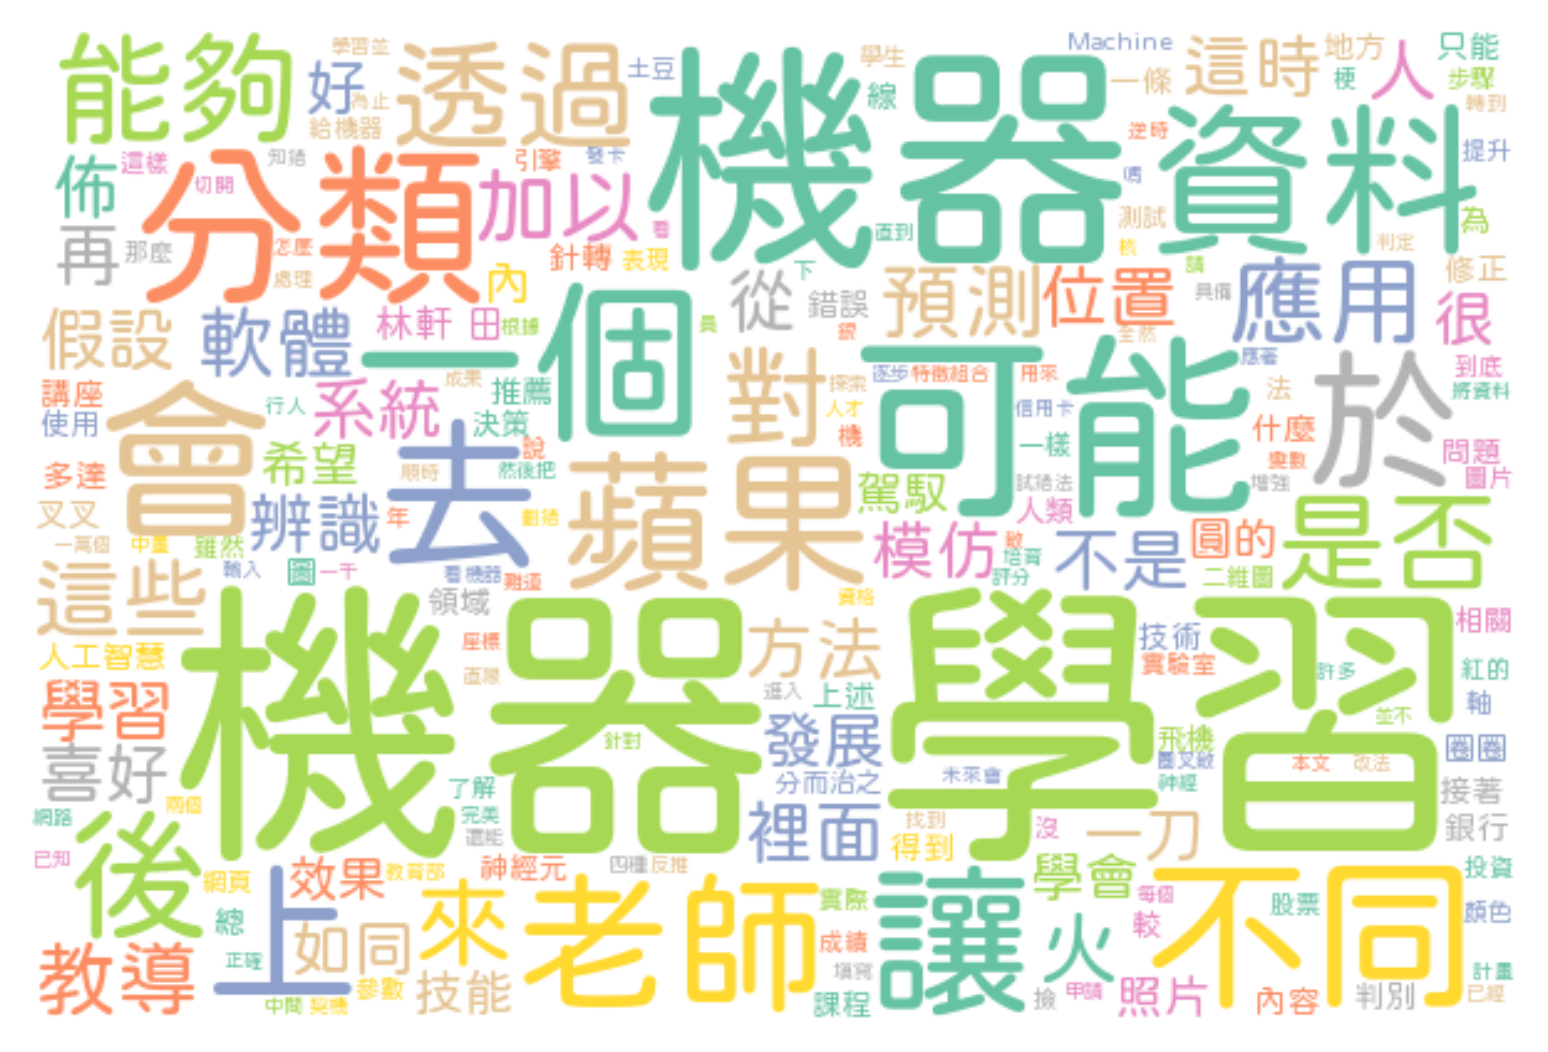 能夠
學習並
好
為止
給機器
透過
土豆
學生
線
機器
Machine
一條
這時
地方
人
只能
步驟
梗
轉到
逆時
提升
資料
佈
這樣
知錯
切開
分類
引擎
發卡
加以
看
直到
測試
核
為
再
那麼
怎麼
處理
針轉
表現
內
下
從
錯誤
預測
位置
請
具備
判定
應用
修正
很
假設
軟體
林軒
田
根據
一個
員
銀
全然
講座
使用
行人
系統
成果
推薦
決策
對
探索
人才
機
可能
逐步
特徵組合
用來
應著
信用卡
一樣
法
什麼
變數
於
到底
將資料
問題
圖片
會
希望
去
說
然後把
順時
蘋果
駕馭
試錯法
人類
增強
多達
叉叉
辨識
年
劃錯
模仿
敵
培育
評分
不是
圓的
是否
一萬個
中量
雖然
輸入
圖
一千
看機器
難道
資格
二維圖
這些
領域
人工智慧
機器
學習
座標
直屬
方法
進入
上述
技術
實驗室
許多
相關
紅的
軸
並不
學習
喜好
針對
發展
分而治之
飛機
圈叉敵
神經
未來會
本文
改法
圈圈
接著
銀行
網路
兩個
了解
完美
還能
裡面
找到
得到
沒
一刀
已知
後
網頁
效果
教育部
神經元
四種
反推
學會
每個
投資
總
正確
上
如同
來
老師
實際
成績
填寫
課程
讓
火
較
不同
股票
顏色
教導
中間
契機
參數
技能
撿
申請
照片
內容
判別
計畫
已經